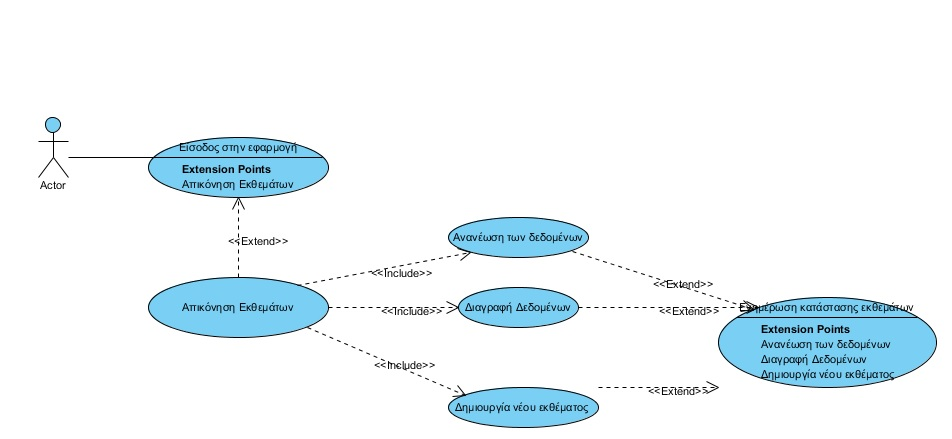 Actor
Είσοδος στην εφαρμογή
Extension Points
Απικόνηση Εκθεμάτων
<<Extend>>
Απικόνηση Εκθεμάτων
<<Include>>
<<Include>>
<<Include>>
Ανανέωση των δεδομένων
Διαγραφή Δεδομένων
Δημιουργία νέου εκθέματος
<<Extend>>
<<Extend>>
<<Extend>>
Ενημέρωση κατάστασης εκθεμάτων
Extension Points
Ανανέωση των δεδομένων
Διαγραφή Δεδομένων
Δημιουργία νέου εκθέματος